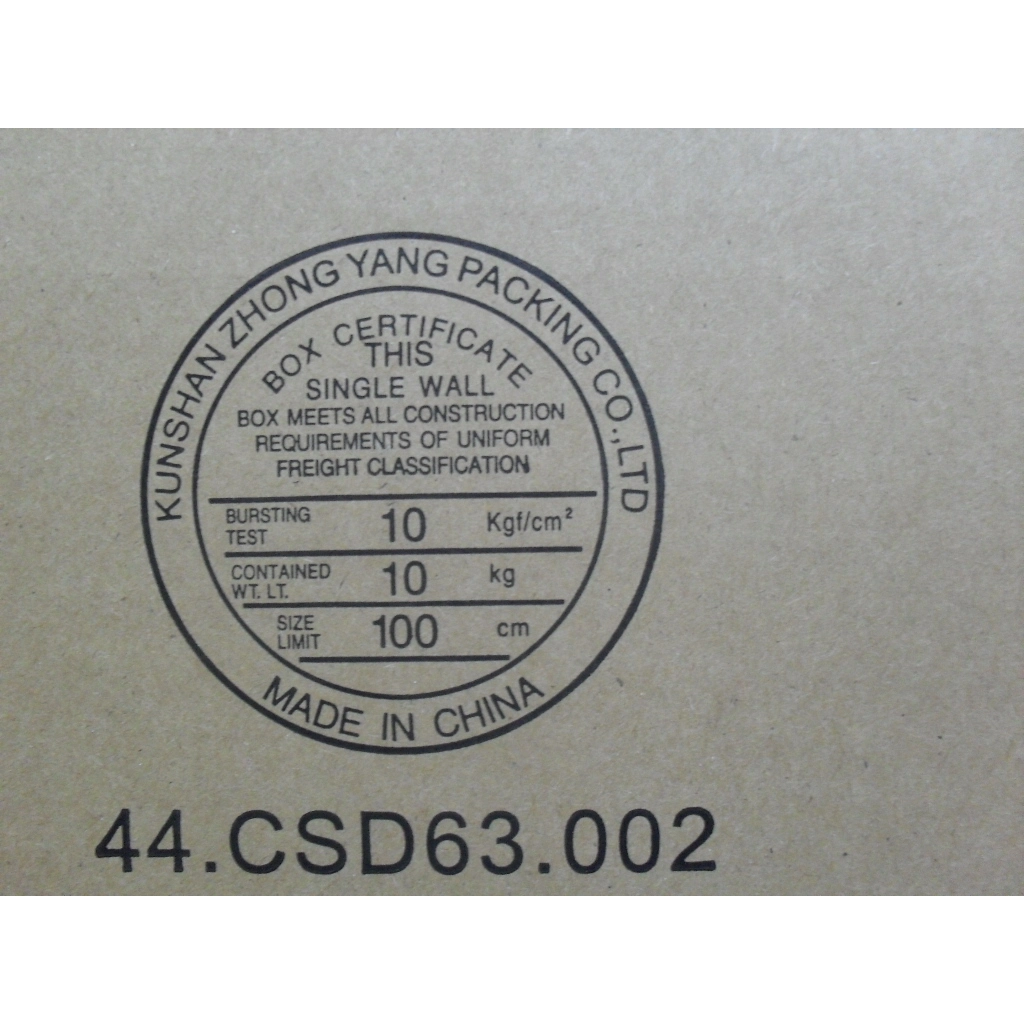 KUNSHAN ZHONG YANG PACKING CO.,LTD
BOX CERTIFICATE
THIS
SINGLE WALL
BOX MEETS ALL CONSTRUCTION
REQUIREMENTS OF UNIFORM
FREIGHT CLASSIFICATION
BURSTING TEST 10 Kgf/cm²
CONTAINED WT. LT. 10 kg
SIZE LIMIT 100 cm
MADE IN CHINA
44.CSD63.002